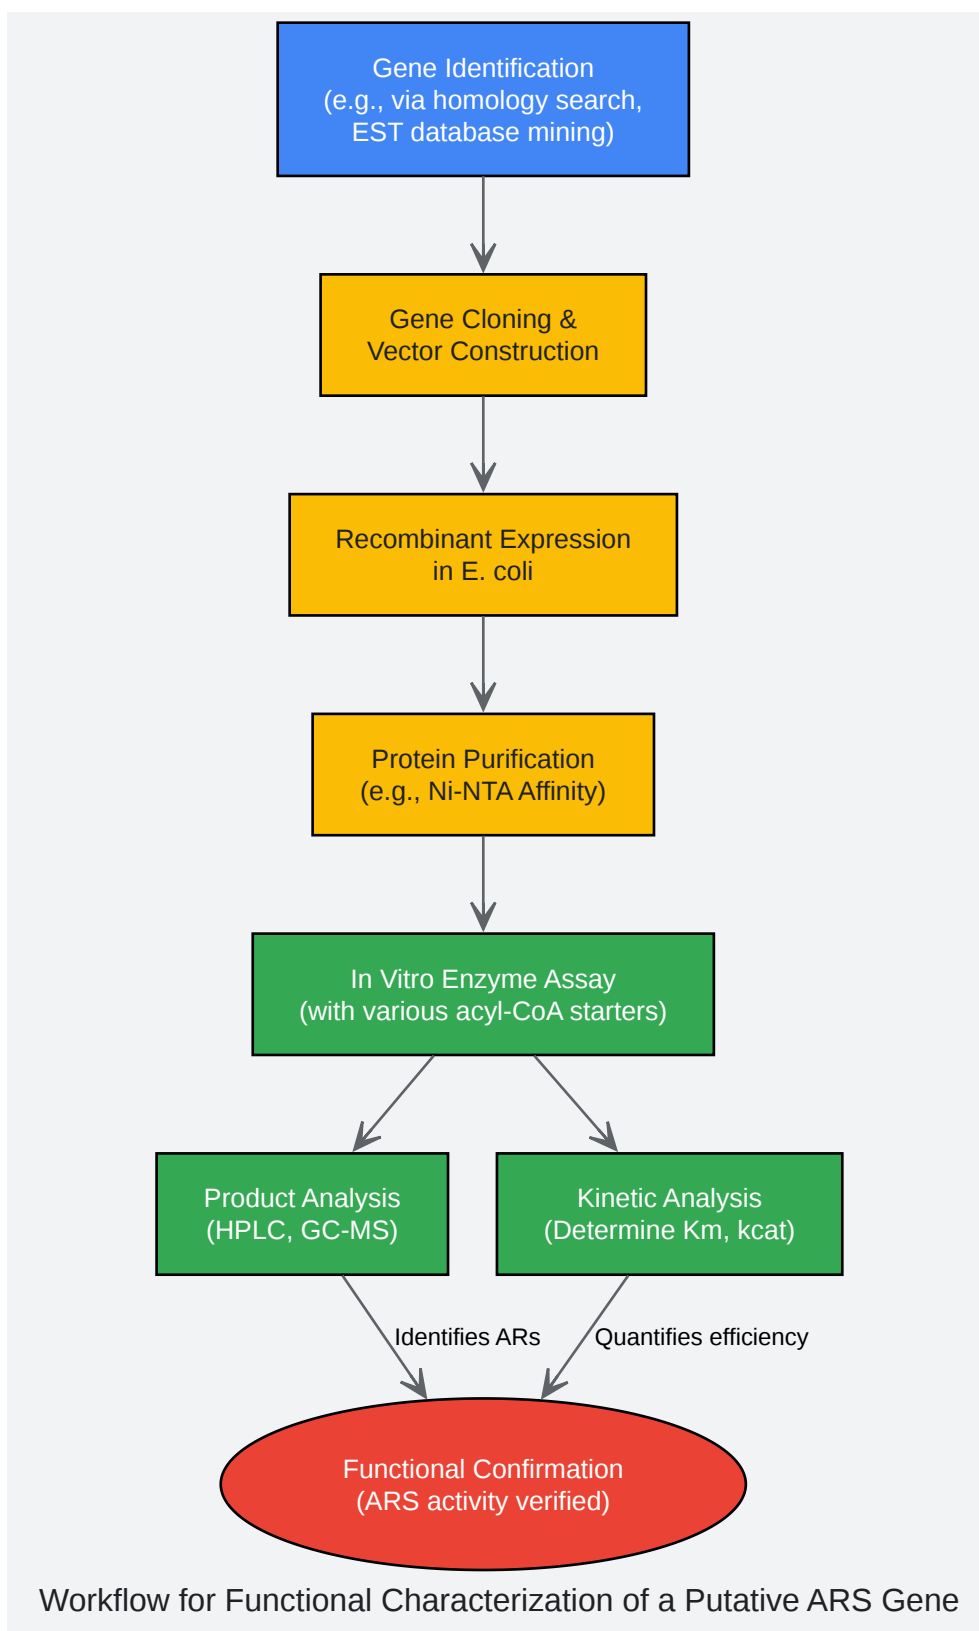 Gene Identification
(e.g., via homology search,
EST database mining)
Gene Cloning &
Vector Construction
Recombinant Expression
in E. coli
Protein Purification
(e.g., Ni-NTA Affinity)
In Vitro Enzyme Assay
(with various acyl-CoA starters)
Product Analysis
(HPLC, GC-MS)
Kinetic Analysis
(Determine Km, kcat)
Identifies ARs
Quantifies efficiency
Functional Confirmation
(ARS activity verified)
Workflow for Functional Characterization of a Putative ARS Gene